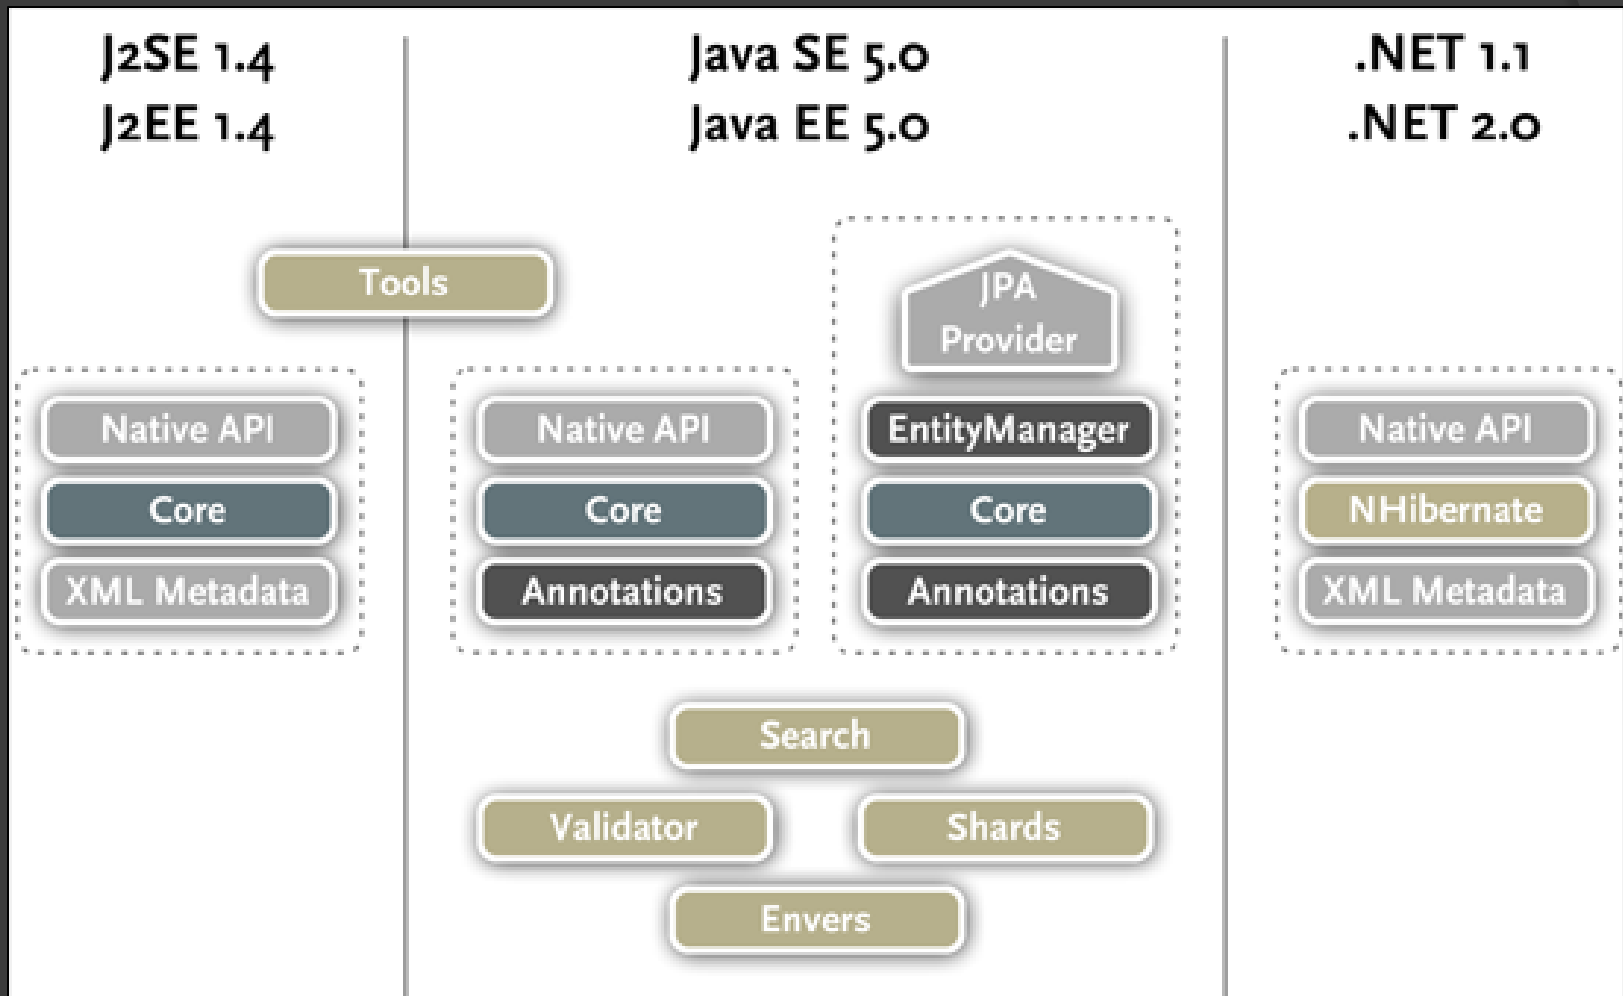 J2SE 1.4
J2EE 1.4
Java SE 5.0
Java EE 5.0
.NET 1.1
.NET 2.0
Tools
Native API
Core
XML Metadata
Native API
Core
Annotations
JPA
Provider
EntityManager
Core
Annotations
Native API
NHibernate
XML Metadata
Search
Validator
Shards
Envers